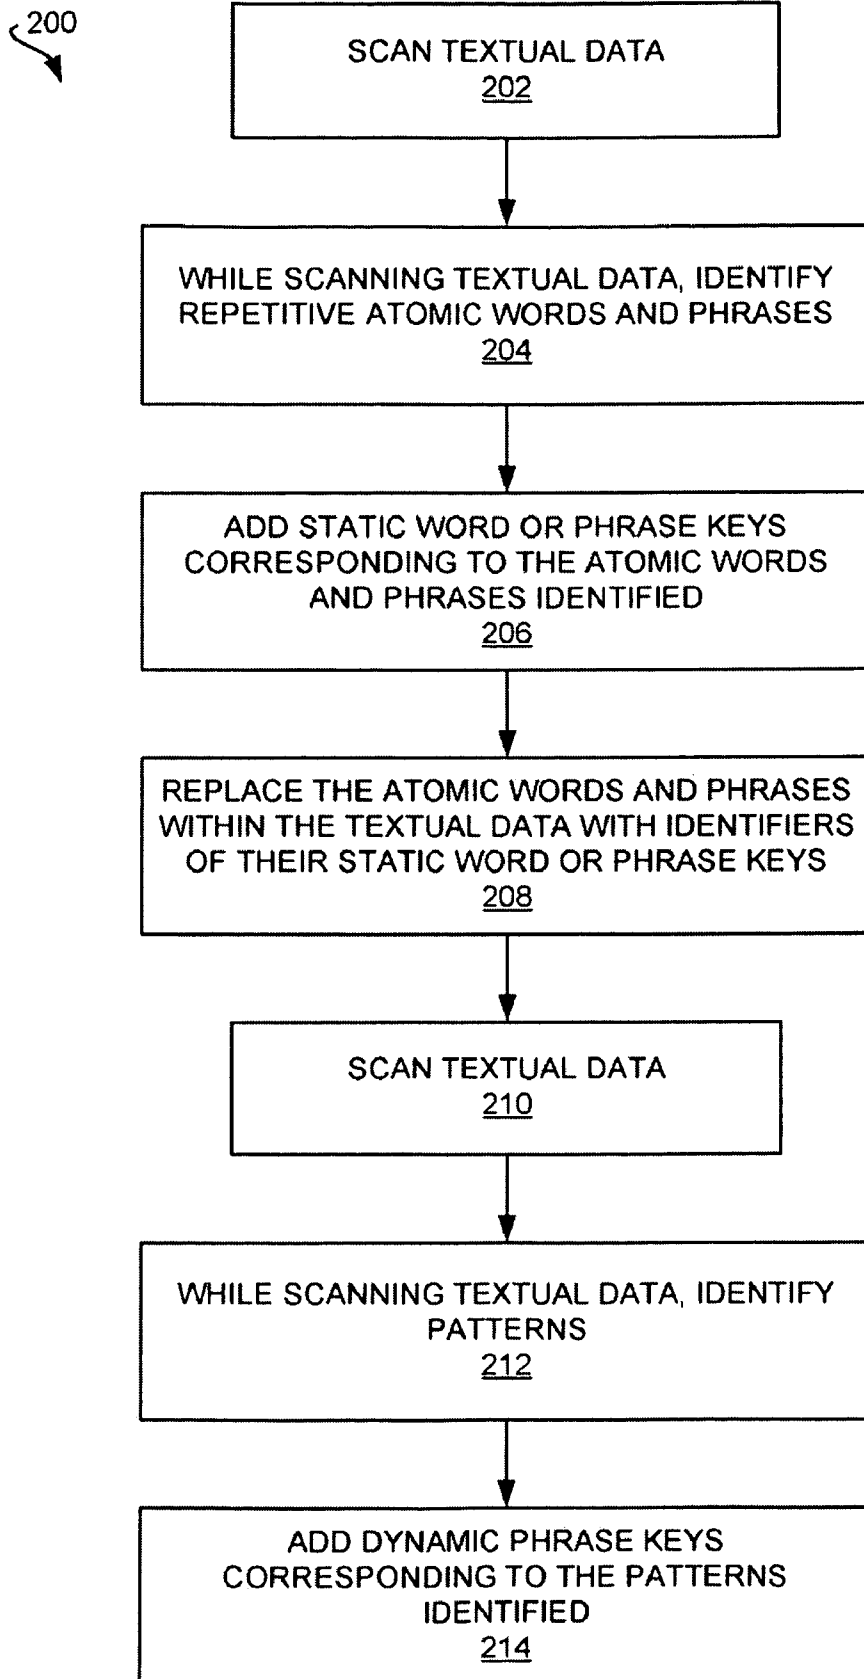 200
SCAN TEXTUAL DATA
202
WHILE SCANNING TEXTUAL DATA, IDENTIFY
REPETITIVE ATOMIC WORDS AND PHRASES
204
ADD STATIC WORD OR PHRASE KEYS
CORRESPONDING TO THE ATOMIC WORDS
AND PHRASES IDENTIFIED
206
REPLACE THE ATOMIC WORDS AND PHRASES
WITHIN THE TEXTUAL DATA WITH IDENTIFIERS
OF THEIR STATIC WORD OR PHRASE KEYS
208
SCAN TEXTUAL DATA
210
WHILE SCANNING TEXTUAL DATA, IDENTIFY
PATTERNS
212
ADD DYNAMIC PHRASE KEYS
CORRESPONDING TO THE PATTERNS
IDENTIFIED
214